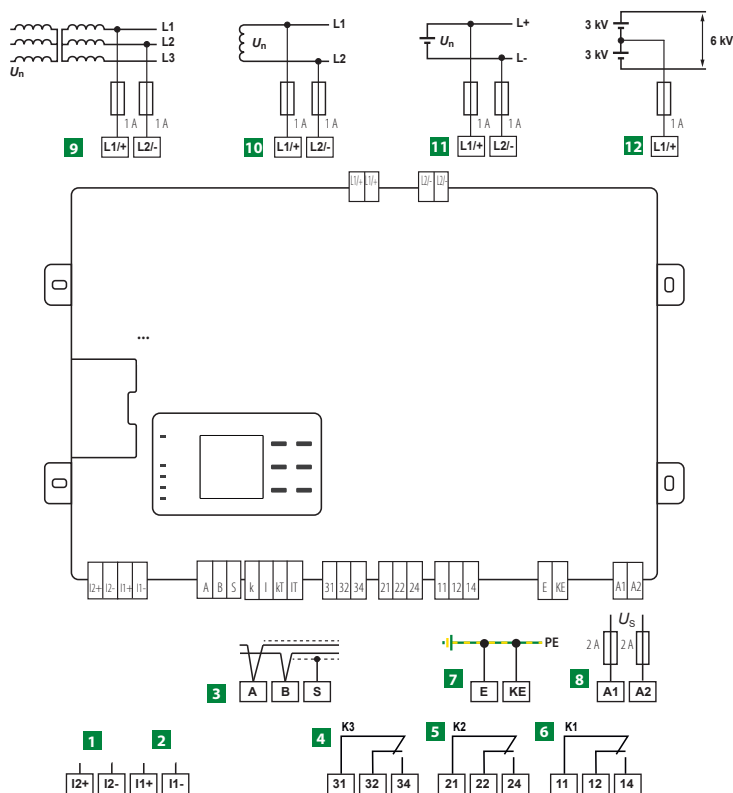 L1
L2
L3
Un
1 A
1 A
9
L1/+
L2/-
L1
Un
L2
1 A
1 A
10
L1/+
L2/-
L+
Un
L-
1 A
1 A
11
L1/+
L2/-
3 kV
3 kV
6 kV
1 A
12
L1/+
L1/+
L1/+
L2/-
L2/-
...
I2+
I2-
I1+
I1-
A
B
S
k
l
kT
lT
31
32
34
21
22
24
11
12
14
E
KE
A1
A2
3
A
B
S
PE
7
E
KE
US
2 A
2 A
8
A1
A2
1
2
I2+
I2-
I1+
I1-
4
K3
31
32
34
5
K2
21
22
24
6
K1
11
12
14